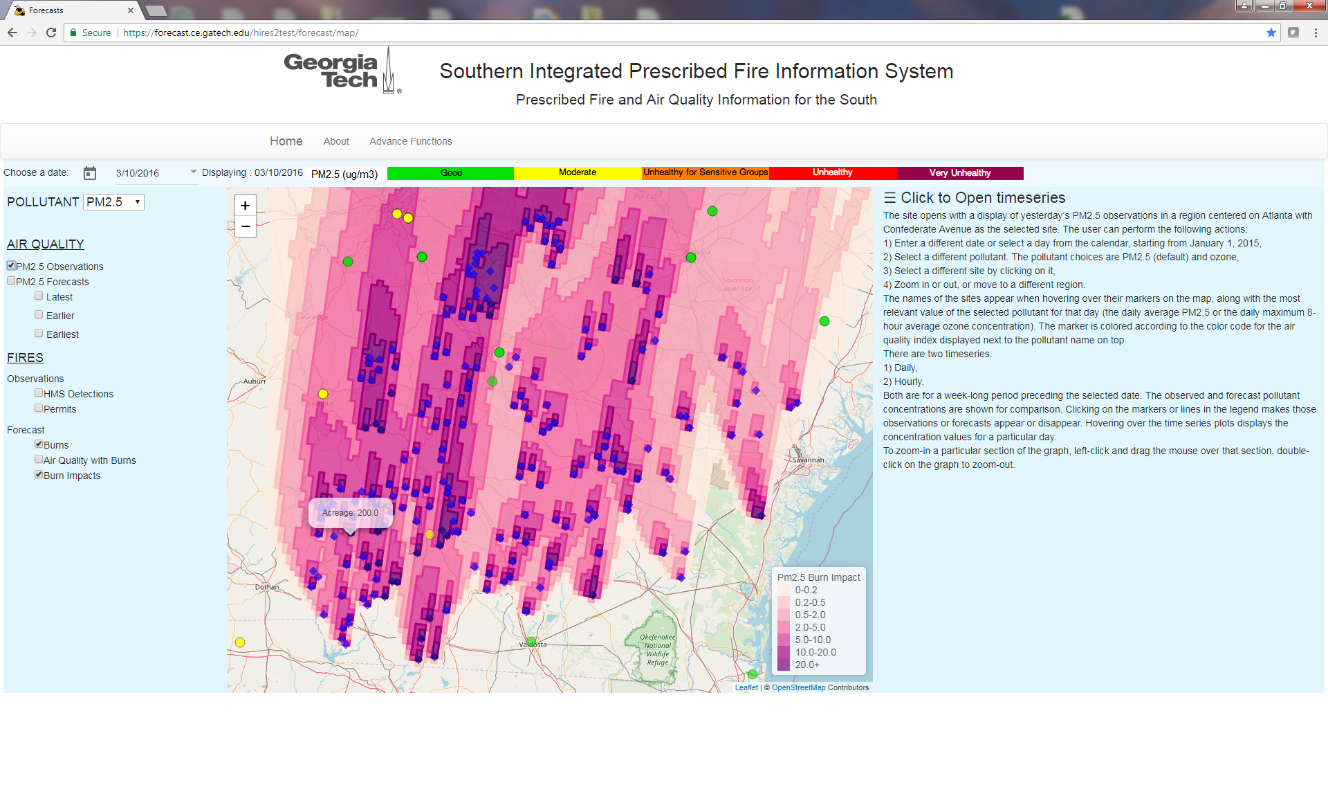 Forecasts
Secure https://forecast.ce.gatech.edu/hires2test/forecast/map/
Georgia
Tech
Southern Integrated Prescribed Fire Information System
Prescribed Fire and Air Quality Information for the South
Home About Advance Functions
Choose a date: 3/10/2016 Displaying : 03/10/2016 PM2.5 (ug/m3) Good Moderate Unhealthy for Sensitive Groups Unhealthy Very Unhealthy
POLLUTANT PM2.5
AIR QUALITY
PM2.5 Observations
PM2.5 Forecasts
Latest
Earlier
Earliest
FIRES
Observations
HMS Detections
Permits
Forecast
Burns
Air Quality with Burns
Burn Impacts
+
−
Auburn
Savannah
Acreage: 200.0
Dothan
Valdosta
Okefenokee
National
Wildlife
Refuge
Pm2.5 Burn Impact
0-0.2
0.2-0.5
0.5-2.0
2.0-5.0
5.0-10.0
10.0-20.0
20.0+
Leaflet | © OpenStreetMap Contributors
☰ Click to Open timeseries
The site opens with a display of yesterday's PM2.5 observations in a region centered on Atlanta with
Confederate Avenue as the selected site. The user can perform the following actions:
1) Enter a different date or select a day from the calendar, starting from January 1, 2015,
2) Select a different pollutant. The pollutant choices are PM2.5 (default) and ozone,
3) Select a different site by clicking on it,
4) Zoom in or out, or move to a different region.
The names of the sites appear when hovering over their markers on the map, along with the most
relevant value of the selected pollutant for that day (the daily average PM2.5 or the daily maximum 8-
hour average ozone concentration). The marker is colored according to the color code for the air
quality index displayed next to the pollutant name on top.
There are two timeseries:
1) Daily,
2) Hourly.
Both are for a week-long period preceding the selected date. The observed and forecast pollutant
concentrations are shown for comparison. Clicking on the markers or lines in the legend makes those
observations or forecasts appear or disappear. Hovering over the time series plots displays the
concentration values for a particular day.
To zoom-in a particular section of the graph, left-click and drag the mouse over that section, double-
click on the graph to zoom-out.